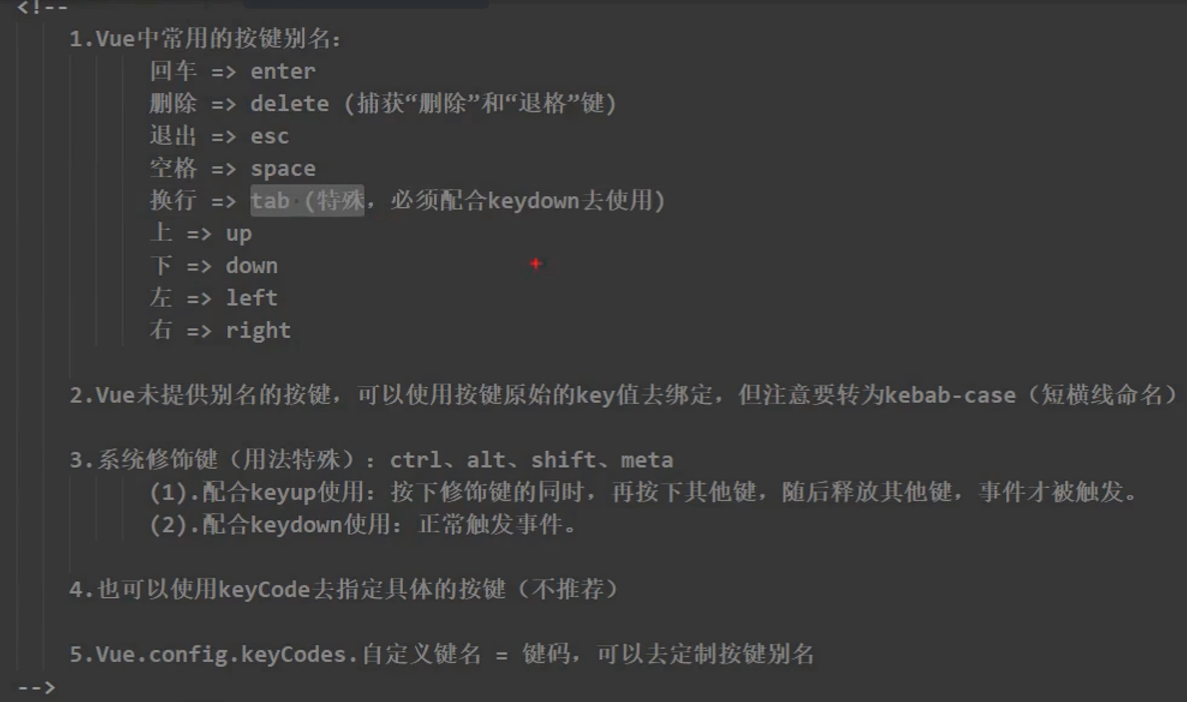 <!--
1.Vue中常用的按键别名：
回车 => enter
删除 => delete (捕获“删除”和“退格”键)
退出 => esc
空格 => space
换行 => tab (特殊，必须配合keydown去使用)
上 => up
下 => down
左 => left
右 => right
2.Vue未提供别名的按键，可以使用按键原始的key值去绑定，但注意要转为kebab-case（短横线命名）
3.系统修饰键（用法特殊）：ctrl、alt、shift、meta
(1).配合keyup使用：按下修饰键的同时，再按下其他键，随后释放其他键，事件才被触发。
(2).配合keydown使用：正常触发事件。
4.也可以使用keyCode去指定具体的按键（不推荐）
5.Vue.config.keyCodes.自定义键名 = 键码，可以去定制按键别名
-->